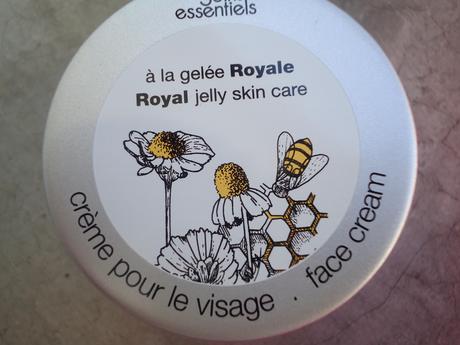 essentiels
à la gelée Royale
Royal jelly skin care
crème pour le visage · face cream